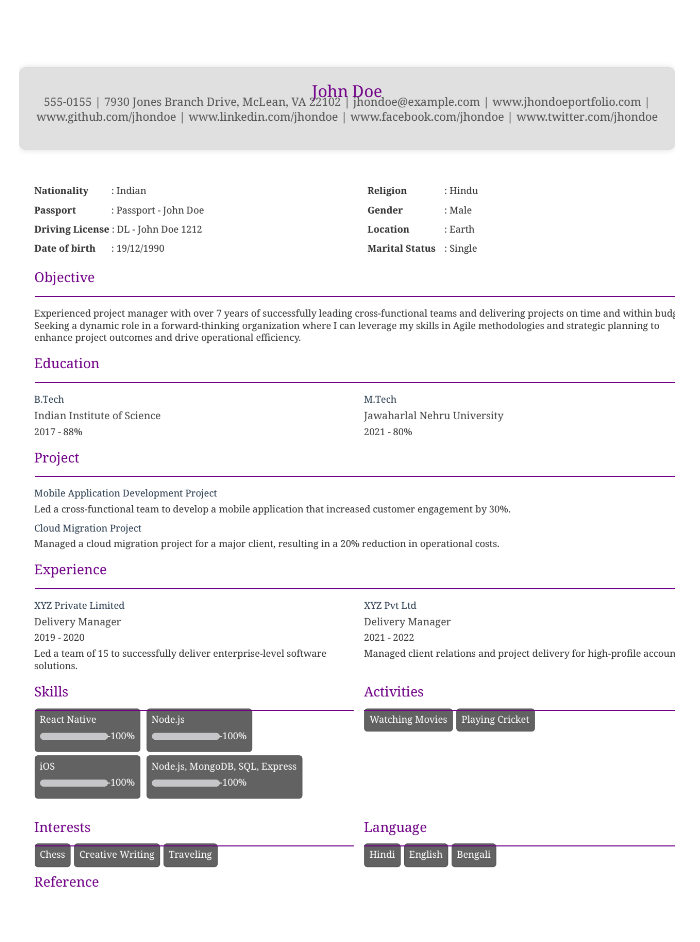 John Doe
555-0155 | 7930 Jones Branch Drive, McLean, VA 22102 | jhondoe@example.com | www.jhondoeportfolio.com |
www.github.com/jhondoe | www.linkedin.com/jhondoe | www.facebook.com/jhondoe | www.twitter.com/jhondoe
Nationality : Indian
Religion : Hindu
Passport : Passport - John Doe
Gender : Male
Driving License : DL - John Doe 1212
Location : Earth
Date of birth : 19/12/1990
Marital Status : Single
Objective
Experienced project manager with over 7 years of successfully leading cross-functional teams and delivering projects on time and within budg
Seeking a dynamic role in a forward-thinking organization where I can leverage my skills in Agile methodologies and strategic planning to
enhance project outcomes and drive operational efficiency.
Education
B.Tech
Indian Institute of Science
2017 - 88%
M.Tech
Jawaharlal Nehru University
2021 - 80%
Project
Mobile Application Development Project
Led a cross-functional team to develop a mobile application that increased customer engagement by 30%.
Cloud Migration Project
Managed a cloud migration project for a major client, resulting in a 20% reduction in operational costs.
Experience
XYZ Private Limited
Delivery Manager
2019 - 2020
Led a team of 15 to successfully deliver enterprise-level software
solutions.
XYZ Pvt Ltd
Delivery Manager
2021 - 2022
Managed client relations and project delivery for high-profile accoun
Skills
React Native
100%
Node.js
100%
iOS
100%
Node.js, MongoDB, SQL, Express
100%
Activities
Watching Movies
Playing Cricket
Interests
Chess
Creative Writing
Traveling
Language
Hindi
English
Bengali
Reference